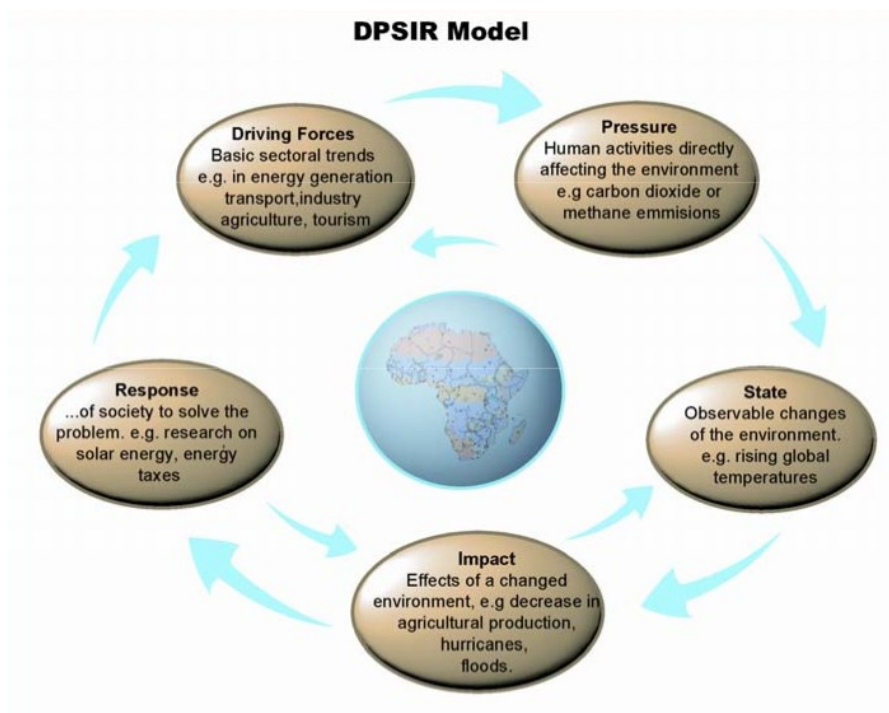 DPSIR Model
Driving Forces
Basic sectoral trends
e.g. in energy generation
transport,industry
agriculture, tourism
Pressure
Human activities directly
affecting the environment
e.g carbon dioxide or
methane emmisions
State
Observable changes
of the environment.
e.g. rising global
temperatures
Impact
Effects of a changed
environment, e.g decrease in
agricultural production,
hurricanes,
floods.
Response
...of society to solve the
problem. e.g. research on
solar energy, energy
taxes